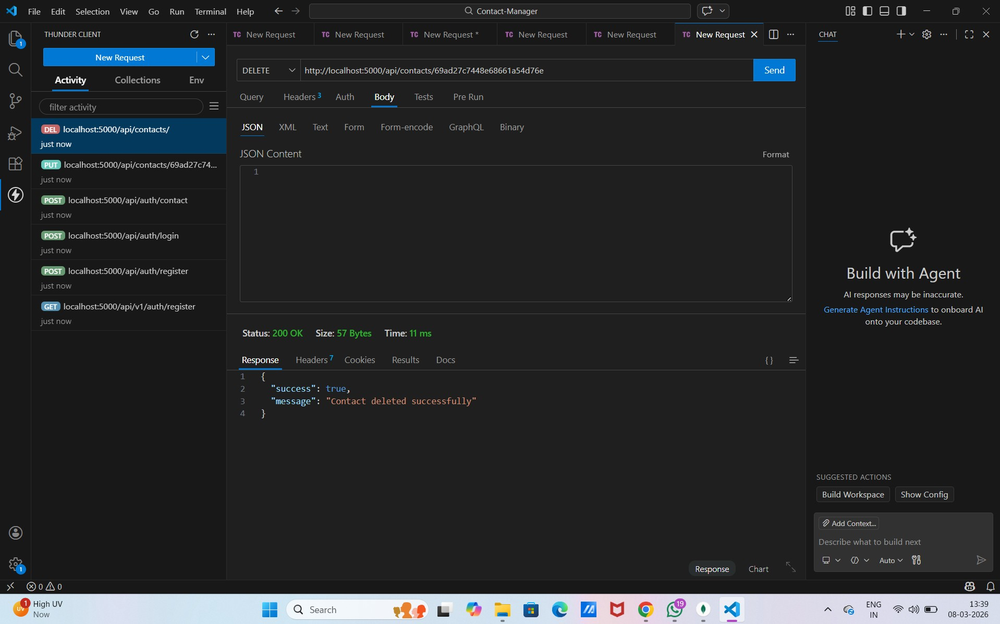 File Edit Selection View Go Run Terminal Help
Contact-Manager
THUNDER CLIENT
New Request
Activity Collections Env
filter activity
DEL localhost:5000/api/contacts/
just now
PUT localhost:5000/api/contacts/69ad27c74...
just now
POST localhost:5000/api/auth/contact
just now
POST localhost:5000/api/auth/login
just now
POST localhost:5000/api/auth/register
just now
GET localhost:5000/api/v1/auth/register
just now
1
1
TC New Request TC New Request TC New Request * TC New Request TC New Request TC New Request
DELETE http://localhost:5000/api/contacts/69ad27c7448e68661a54d76e Send
Query Headers 3 Auth Body Tests Pre Run
JSON XML Text Form Form-encode GraphQL Binary
JSON Content Format
1
Status: 200 OK Size: 57 Bytes Time: 11 ms
Response Headers 7 Cookies Results Docs {}
1 {
2 "success": true,
3 "message": "Contact deleted successfully"
4 }
Response Chart
CHAT
Build with Agent
AI responses may be inaccurate.
Generate Agent Instructions to onboard AI
onto your codebase.
SUGGESTED ACTIONS
Build Workspace Show Config
Add Context...
Describe what to build next
Auto
0 0
UV 1 High UV
Now
Search
19
ENG
IN
13:39
08-03-2026